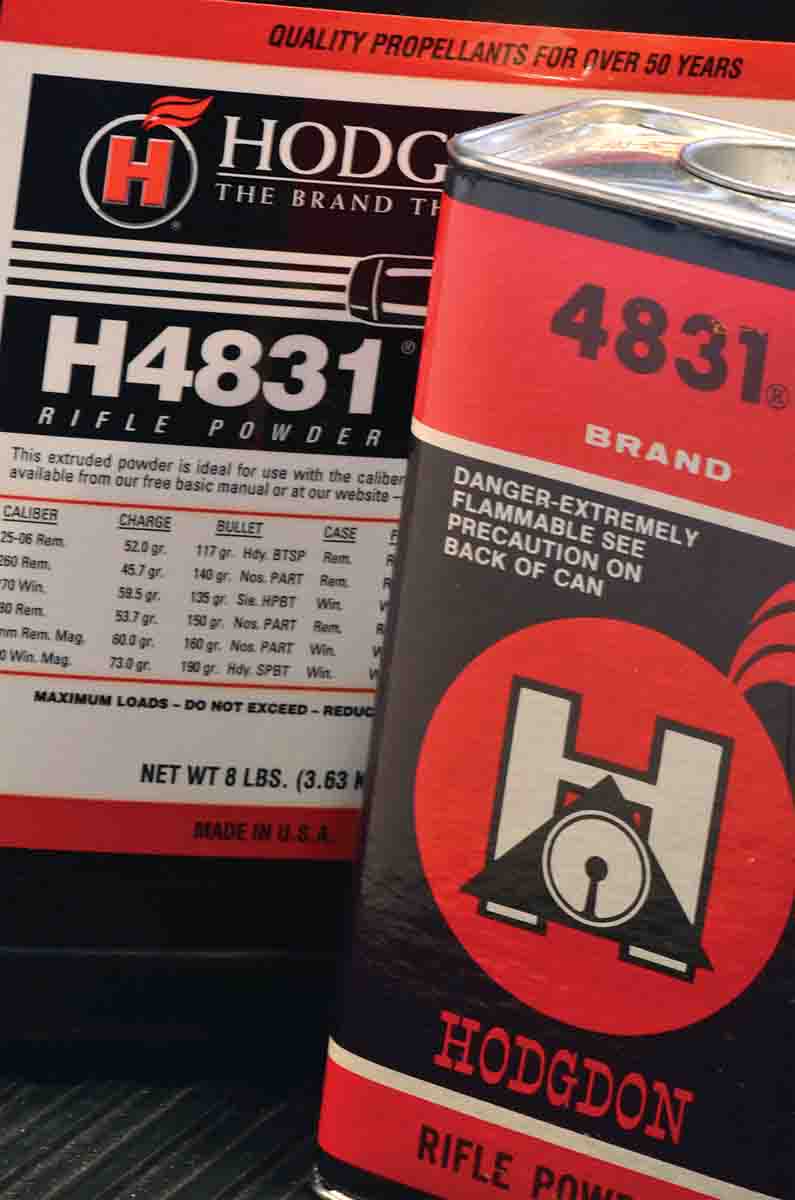 QUALITY PROPELLANTS FOR OVER 50 YEARS
H
®
HODG
THE BRAND TH
H4831®
RIFLE POWDER
This extruded powder is ideal for use with the caliber
available from our free basic manual or at our website –
CALIBER CHARGE BULLET CASE
25-06 Rem. 52.0 gr. 117 gr. Hdy. BTSP Rem.
260 Rem. 45.7 gr. 140 gr. Nos. PART Rem.
70 Win. 59.5 gr. 135 gr. Sie. HPBT Win.
80 Rem. 53.7 gr. 150 gr. Nos. PART Rem.
mm Rem. Mag. 60.0 gr. 160 gr. Nos. PART Win.
0 Win. Mag. 73.0 gr. 190 gr. Hdy. SPBT Win.
MAXIMUM LOADS – DO NOT EXCEED – REDUC
NET WT 8 LBS. (3.63 K
MADE IN U.S.A.
4831®
BRAND
DANGER-EXTREMELY
FLAMMABLE SEE
PRECAUTION ON
BACK OF CAN
H
HODGDON
RIFLE POW